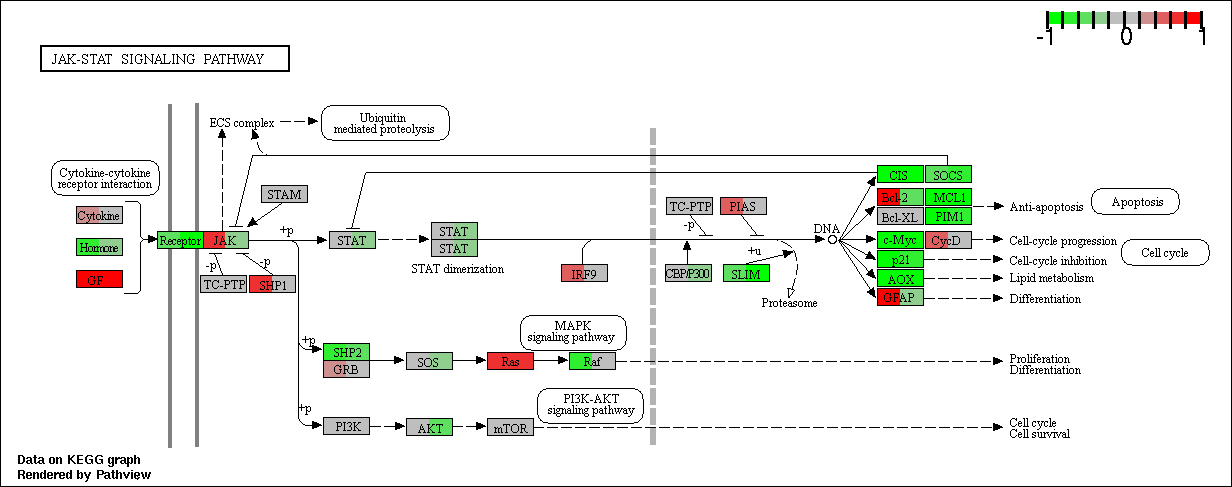 -1 0 1
JAK-STAT SIGNALING PATHWAY
ECS complex
Ubiquitin
mediated proteolysis
Cytokine-cytokine
receptor interaction
Cytokine
Hormone
GF
Receptor
JAK
STAM
+p
-p
-p
TC-PTP
SHP1
STAT
STAT
STAT
STAT dimerization
IRF9
TC-PTP
PIAS
-p
+u
CBP/P300
SLIM
Proteasome
DNA
CIS
SOCS
Bcl-2
MCL1
Bcl-XL
PIM1
c-Myc
CycD
p21
AOX
GFAP
Anti-apoptosis
Apoptosis
Cell-cycle progression
Cell-cycle inhibition
Cell cycle
Lipid metabolism
Differentiation
+p
SHP2
GRB
SOS
Ras
Raf
MAPK
signaling pathway
Proliferation
Differentiation
+p
PI3K
AKT
mTOR
PI3K-AKT
signaling pathway
Cell cycle
Cell survival
Data on KEGG graph
Rendered by Pathview